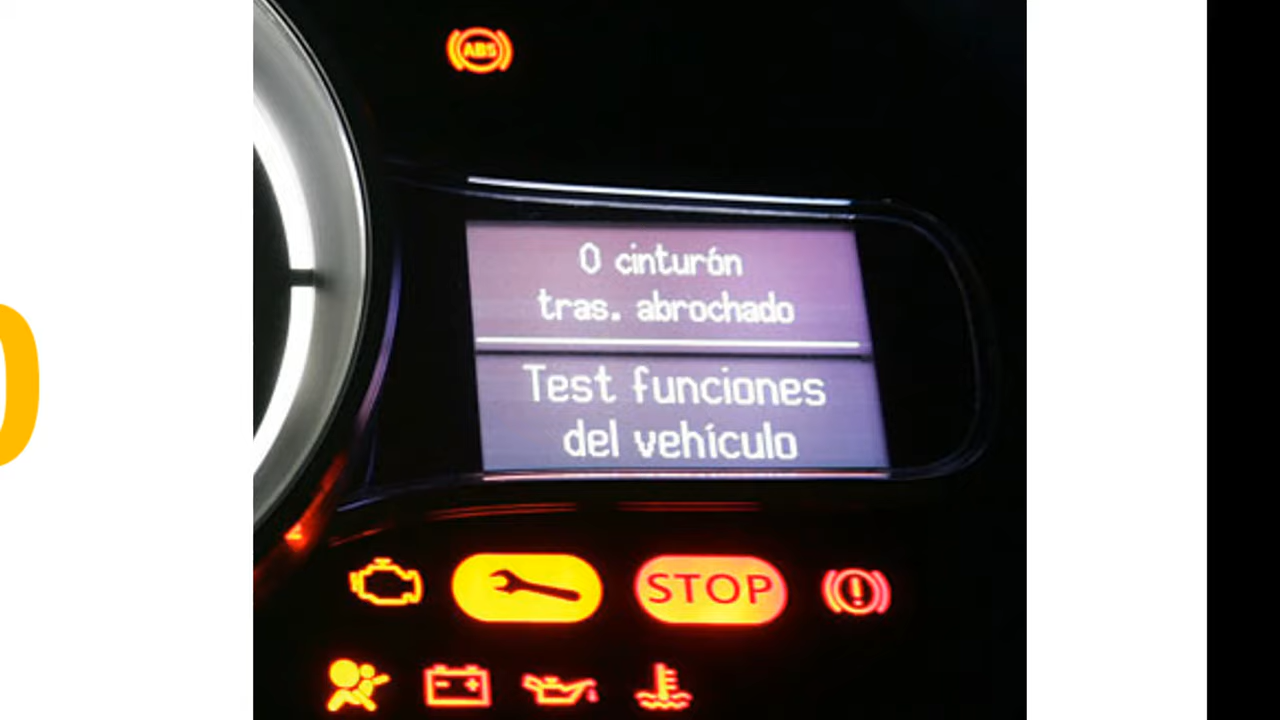 ABS
0 cinturón
tras. abrochado
Test funciones
del vehículo
STOP